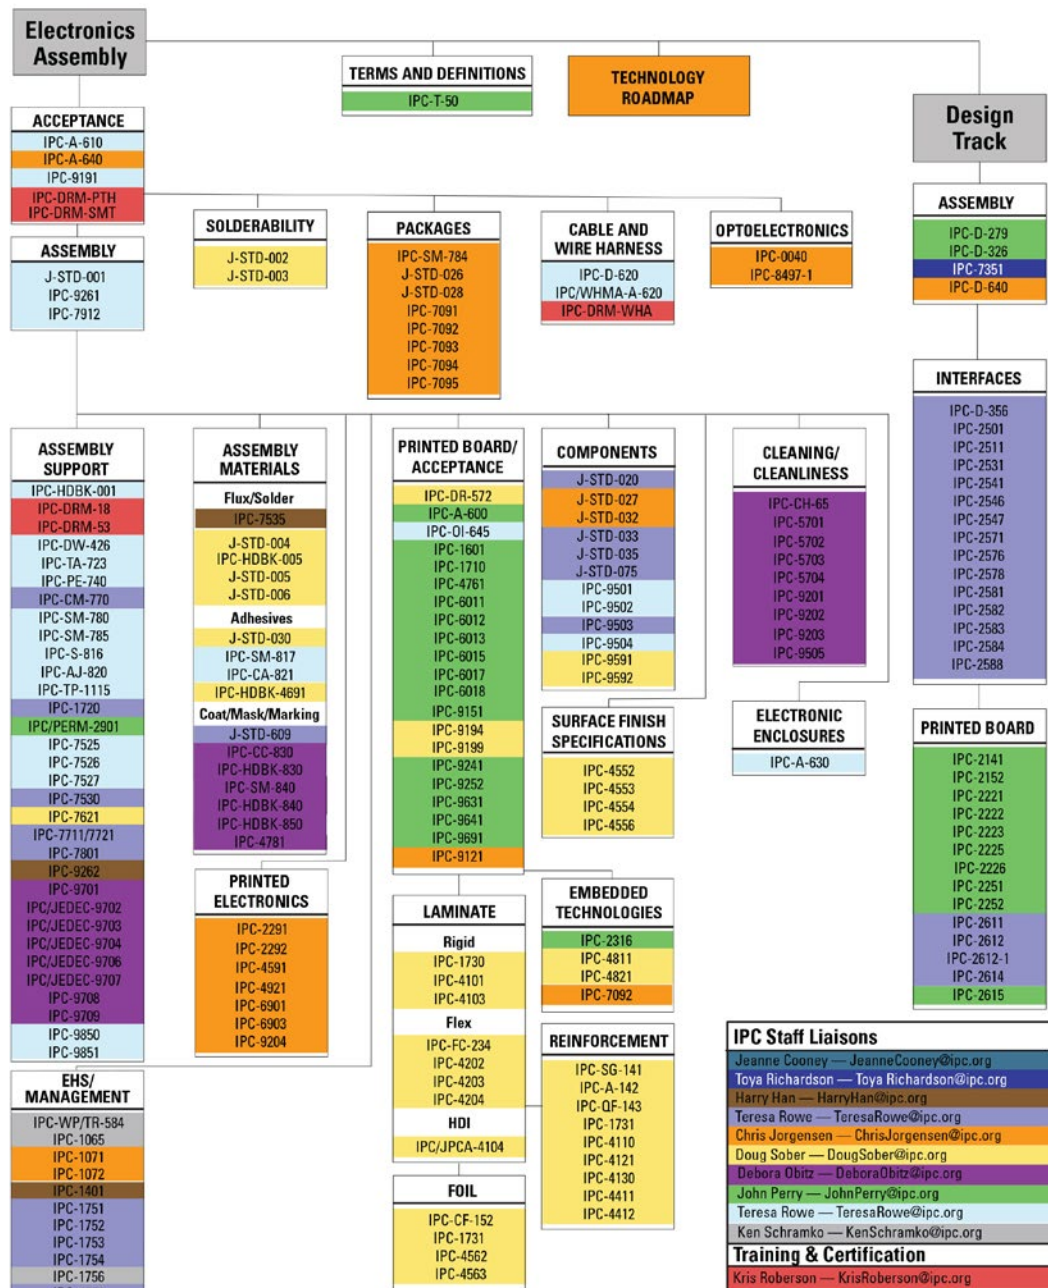 Electronics
Assembly
TERMS AND DEFINITIONS
IPC-T-50
TECHNOLOGY
ROADMAP
Design
Track
ACCEPTANCE
IPC-A-610
IPC-A-640
IPC-9191
IPC-DRM-PTH
IPC-DRM-SMT
ASSEMBLY
J-STD-001
IPC-9261
IPC-7912
SOLDERABILITY
J-STD-002
J-STD-003
PACKAGES
IPC-SM-784
J-STD-026
J-STD-028
IPC-7091
IPC-7092
IPC-7093
IPC-7094
IPC-7095
CABLE AND
WIRE HARNESS
IPC-D-620
IPC/WHMA-A-620
IPC-DRM-WHA
OPTOELECTRONICS
IPC-0040
IPC-8497-1
ASSEMBLY
IPC-D-279
IPC-D-326
IPC-7351
IPC-D-640
ASSEMBLY
SUPPORT
IPC-HDBK-001
IPC-DRM-18
IPC-DRM-53
IPC-DW-426
IPC-TA-723
IPC-PE-740
IPC-CM-770
IPC-SM-780
IPC-SM-785
IPC-S-816
IPC-AJ-820
IPC-TP-1115
IPC-1720
IPC/PERM-2901
IPC-7525
IPC-7526
IPC-7527
IPC-7530
IPC-7621
IPC-7711/7721
IPC-7801
IPC-9262
IPC-9701
IPC/JEDEC-9702
IPC/JEDEC-9703
IPC/JEDEC-9704
IPC/JEDEC-9706
IPC/JEDEC-9707
IPC-9708
IPC-9709
IPC-9850
IPC-9851
EHS/
MANAGEMENT
IPC-WP/TR-584
IPC-1065
IPC-1071
IPC-1072
IPC-1401
IPC-1751
IPC-1752
IPC-1753
IPC-1754
IPC-1756
ASSEMBLY
MATERIALS
Flux/Solder
IPC-7535
J-STD-004
IPC-HDBK-005
J-STD-005
J-STD-006
Adhesives
J-STD-030
IPC-SM-817
IPC-CA-821
IPC-HDBK-4691
Coat/Mask/Marking
J-STD-609
IPC-CC-830
IPC-HDBK-830
IPC-SM-840
IPC-HDBK-840
IPC-HDBK-850
IPC-4781
PRINTED
ELECTRONICS
IPC-2291
IPC-2292
IPC-4591
IPC-4921
IPC-6901
IPC-6903
IPC-9204
PRINTED BOARD/
ACCEPTANCE
IPC-DR-572
IPC-A-600
IPC-OI-645
IPC-1601
IPC-1710
IPC-4761
IPC-6011
IPC-6012
IPC-6013
IPC-6015
IPC-6017
IPC-6018
IPC-9151
IPC-9194
IPC-9199
IPC-9241
IPC-9252
IPC-9631
IPC-9641
IPC-9691
IPC-9121
LAMINATE
Rigid
IPC-1730
IPC-4101
IPC-4103
Flex
IPC-FC-234
IPC-4202
IPC-4203
IPC-4204
HDI
IPC/JPCA-4104
FOIL
IPC-CF-152
IPC-1731
IPC-4562
IPC-4563
COMPONENTS
J-STD-020
J-STD-027
J-STD-032
J-STD-033
J-STD-035
J-STD-075
IPC-9501
IPC-9502
IPC-9503
IPC-9504
IPC-9591
IPC-9592
SURFACE FINISH
SPECIFICATIONS
IPC-4552
IPC-4553
IPC-4554
IPC-4556
EMBEDDED
TECHNOLOGIES
IPC-2316
IPC-4811
IPC-4821
IPC-7092
REINFORCEMENT
IPC-SG-141
IPC-A-142
IPC-QF-143
IPC-1731
IPC-4110
IPC-4121
IPC-4130
IPC-4411
IPC-4412
CLEANING/
CLEANLINESS
IPC-CH-65
IPC-5701
IPC-5702
IPC-5703
IPC-5704
IPC-9201
IPC-9202
IPC-9203
IPC-9505
ELECTRONIC
ENCLOSURES
IPC-A-630
INTERFACES
IPC-D-356
IPC-2501
IPC-2511
IPC-2531
IPC-2541
IPC-2546
IPC-2547
IPC-2571
IPC-2576
IPC-2578
IPC-2581
IPC-2582
IPC-2583
IPC-2584
IPC-2588
PRINTED BOARD
IPC-2141
IPC-2152
IPC-2221
IPC-2222
IPC-2223
IPC-2225
IPC-2226
IPC-2251
IPC-2252
IPC-2611
IPC-2612
IPC-2612-1
IPC-2614
IPC-2615
IPC Staff Liaisons
Jeanne Cooney — JeanneCooney@ipc.org
Toya Richardson — Toya Richardson@ipc.org
Harry Han — HarryHan@ipc.org
Teresa Rowe — TeresaRowe@ipc.org
Chris Jorgensen — ChrisJorgensen@ipc.org
Doug Sober — DougSober@ipc.org
Debora Obitz — DeboraObitz@ipc.org
John Perry — JohnPerry@ipc.org
Teresa Rowe — TeresaRowe@ipc.org
Ken Schramko — KenSchramko@ipc.org
Training & Certification
Kris Roberson — KrisRoberson@ipc.org